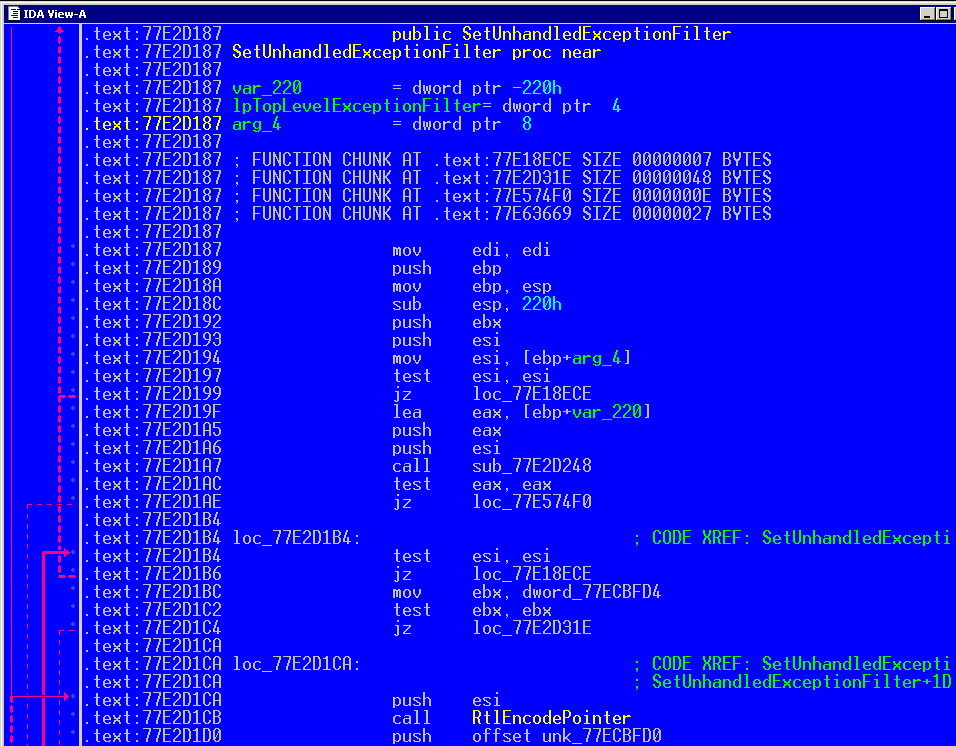 IDA View-A
.text:77E2D187 public SetUnhandledExceptionFilter
.text:77E2D187 SetUnhandledExceptionFilter proc near
.text:77E2D187
.text:77E2D187 var_220 = dword ptr -220h
.text:77E2D187 lpTopLevelExceptionFilter= dword ptr 4
.text:77E2D187 arg_4 = dword ptr 8
.text:77E2D187
.text:77E2D187 ; FUNCTION CHUNK AT .text:77E18ECE SIZE 00000007 BYTES
.text:77E2D187 ; FUNCTION CHUNK AT .text:77E2D31E SIZE 00000048 BYTES
.text:77E2D187 ; FUNCTION CHUNK AT .text:77E574F0 SIZE 0000000E BYTES
.text:77E2D187 ; FUNCTION CHUNK AT .text:77E63669 SIZE 00000027 BYTES
.text:77E2D187
.text:77E2D187 mov edi, edi
.text:77E2D189 push ebp
.text:77E2D18A mov ebp, esp
.text:77E2D18C sub esp, 220h
.text:77E2D192 push ebx
.text:77E2D193 push esi
.text:77E2D194 mov esi, [ebp+arg_4]
.text:77E2D197 test esi, esi
.text:77E2D199 jz loc_77E18ECE
.text:77E2D19F lea eax, [ebp+var_220]
.text:77E2D1A5 push eax
.text:77E2D1A6 push esi
.text:77E2D1A7 call sub_77E2D248
.text:77E2D1AC test eax, eax
.text:77E2D1AE jz loc_77E574F0
.text:77E2D1B4
.text:77E2D1B4 loc_77E2D1B4: ; CODE XREF: SetUnhandledExcepti
.text:77E2D1B4 test esi, esi
.text:77E2D1B6 jz loc_77E18ECE
.text:77E2D1BC mov ebx, dword_77ECBFD4
.text:77E2D1C2 test ebx, ebx
.text:77E2D1C4 jz loc_77E2D31E
.text:77E2D1CA
.text:77E2D1CA loc_77E2D1CA: ; CODE XREF: SetUnhandledExcepti
.text:77E2D1CA ; SetUnhandledExceptionFilter+1D
.text:77E2D1CA push esi
.text:77E2D1CB call RtlEncodePointer
.text:77E2D1D0 push offset unk_77ECBFD0